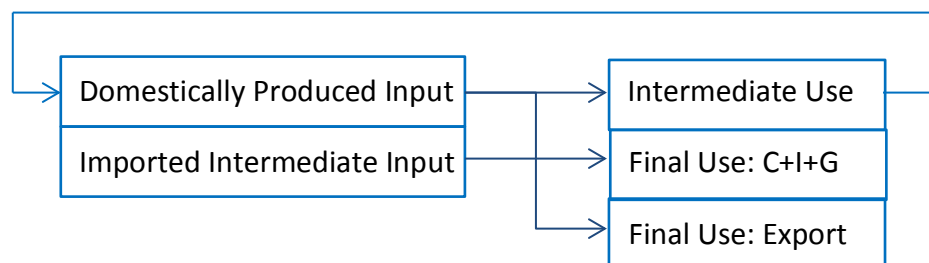 Domestically Produced Input
Intermediate Use
Imported Intermediate Input
Final Use: C+I+G
Final Use: Export